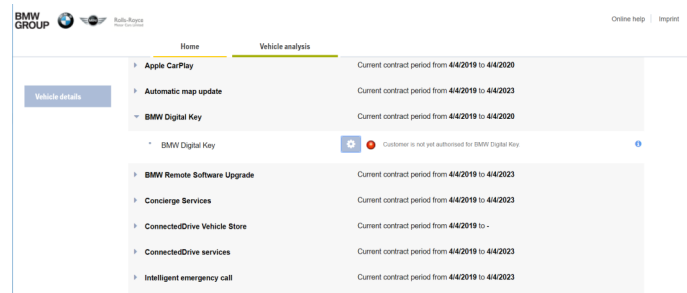 BMW
GROUP
Rolls-Royce
Motor Cars Limited
Online help Imprint
Home Vehicle analysis
Vehicle details
Apple CarPlay Current contract period from 4/4/2019 to 4/4/2020
Automatic map update Current contract period from 4/4/2019 to 4/4/2023
BMW Digital Key Current contract period from 4/4/2019 to 4/4/2020
BMW Digital Key Customer is not yet authorised for BMW Digital Key
BMW Remote Software Upgrade Current contract period from 4/4/2019 to 4/4/2023
Concierge Services Current contract period from 4/4/2019 to 4/4/2023
ConnectedDrive Vehicle Store Current contract period from 4/4/2019 to -
ConnectedDrive services Current contract period from 4/4/2019 to 4/4/2023
Intelligent emergency call Current contract period from 4/4/2019 to 4/4/2023